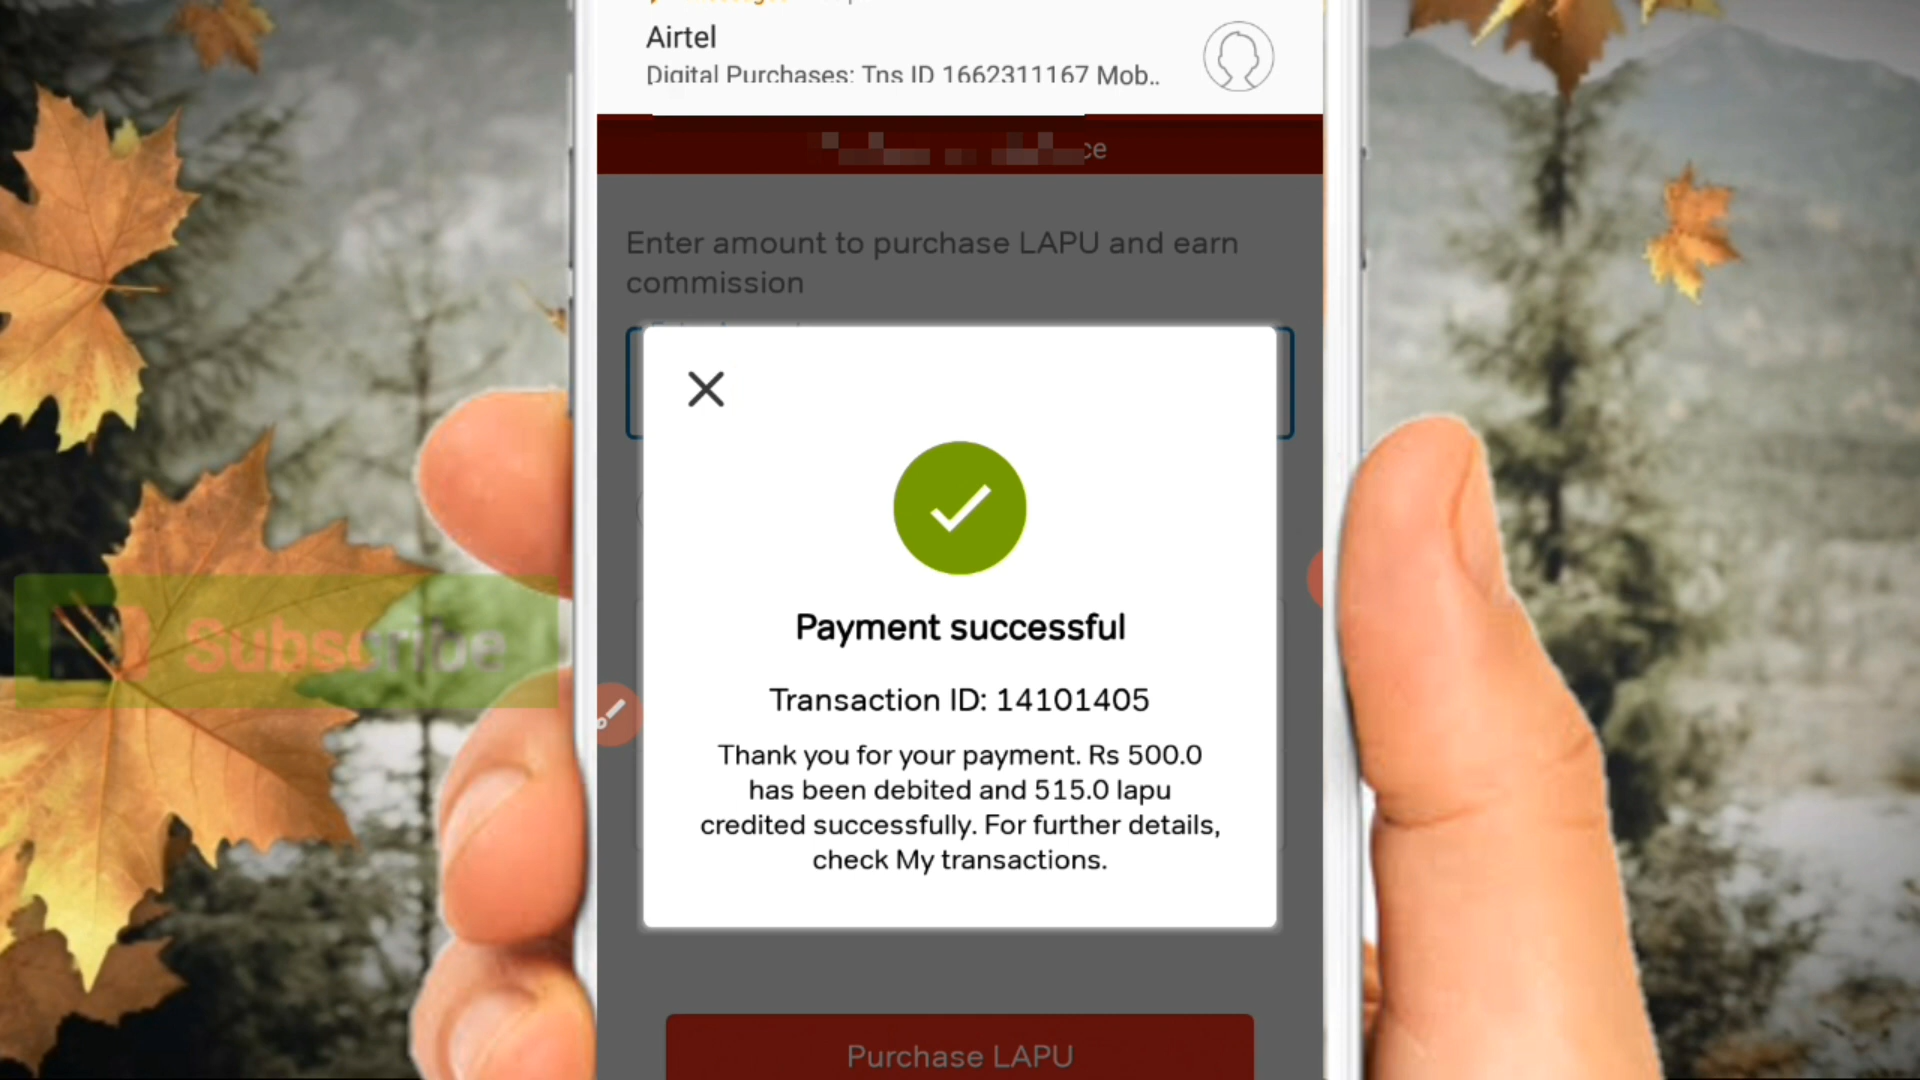 Airtel
Digital Purchases: Tns ID 1662311167 Mob..
ce
Enter amount to purchase LAPU and earn
commission
Payment successful
Transaction ID: 14101405
Thank you for your payment. Rs 500.0
has been debited and 515.0 lapu
credited successfully. For further details,
check My transactions.
Subscribe
Purchase LAPU